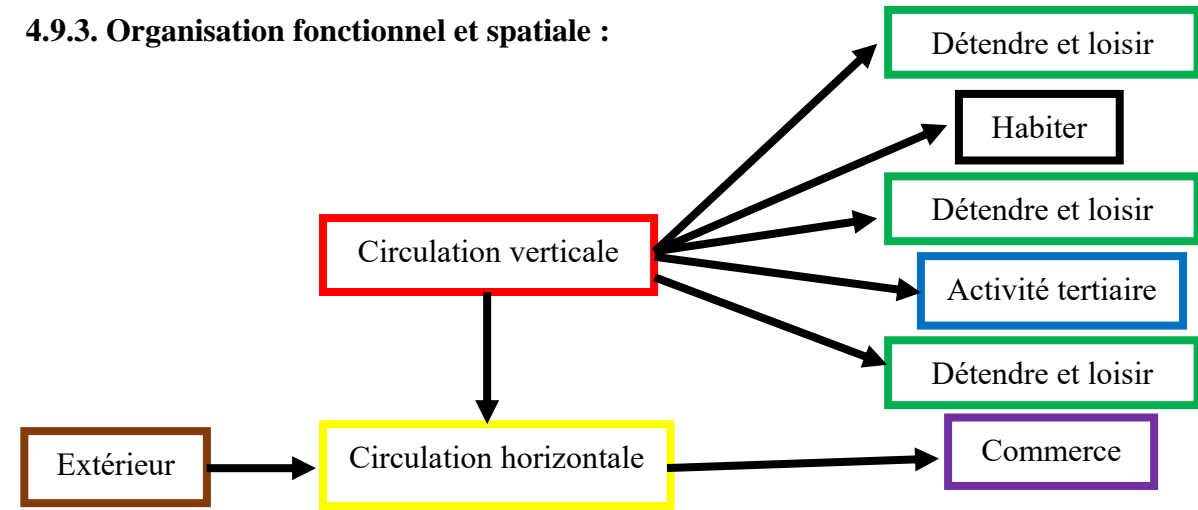 4.9.3. Organisation fonctionnel et spatiale :
Détendre et loisir
Habiter
Détendre et loisir
Circulation verticale
Activité tertiaire
Détendre et loisir
Commerce
Extérieur
Circulation horizontale